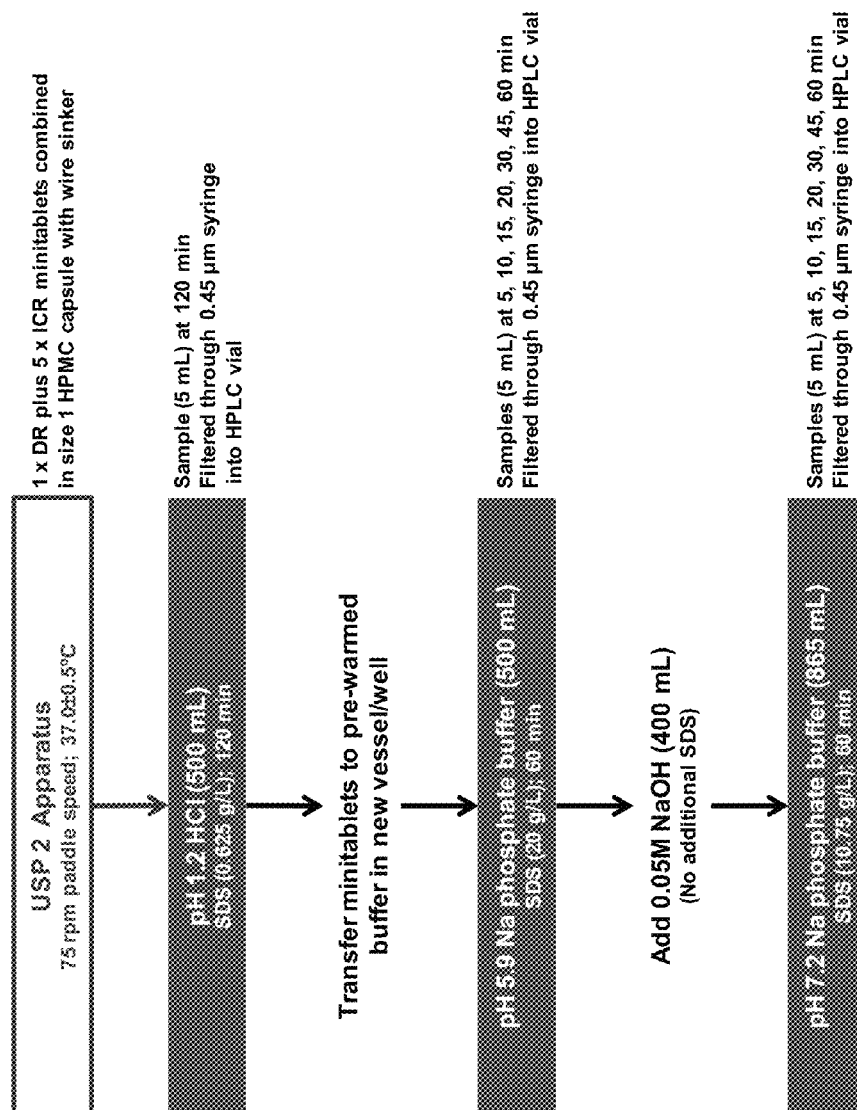 USP 2 Apparatus
75 rpm paddle speed; 37.0±0.5°C
1 x DR plus 5 x ICR minitablets combined
in size 1 HPMC capsule with wire sinker
pH 1.2 HCl (500 mL)
SDS (0.625 g/L): 120 min
Sample (5 mL) at 120 min
Filtered through 0.45 µm syringe
into HPLC vial
Transfer minitablets to pre-warmed
buffer in new vessel/well
pH 5.9 Na phosphate buffer (500 mL)
SDS (20 g/L): 60 min
Samples (5 mL) at 5, 10, 15, 20, 30, 45, 60 min
Filtered through 0.45 µm syringe into HPLC vial
Add 0.05M NaOH (400 mL)
(No additional SDS)
pH 7.2 Na phosphate buffer (865 mL)
SDS (10.75 g/L): 60 min
Samples (5 mL) at 5, 10, 15, 20, 30, 45, 60 min
Filtered through 0.45 µm syringe into HPLC vial